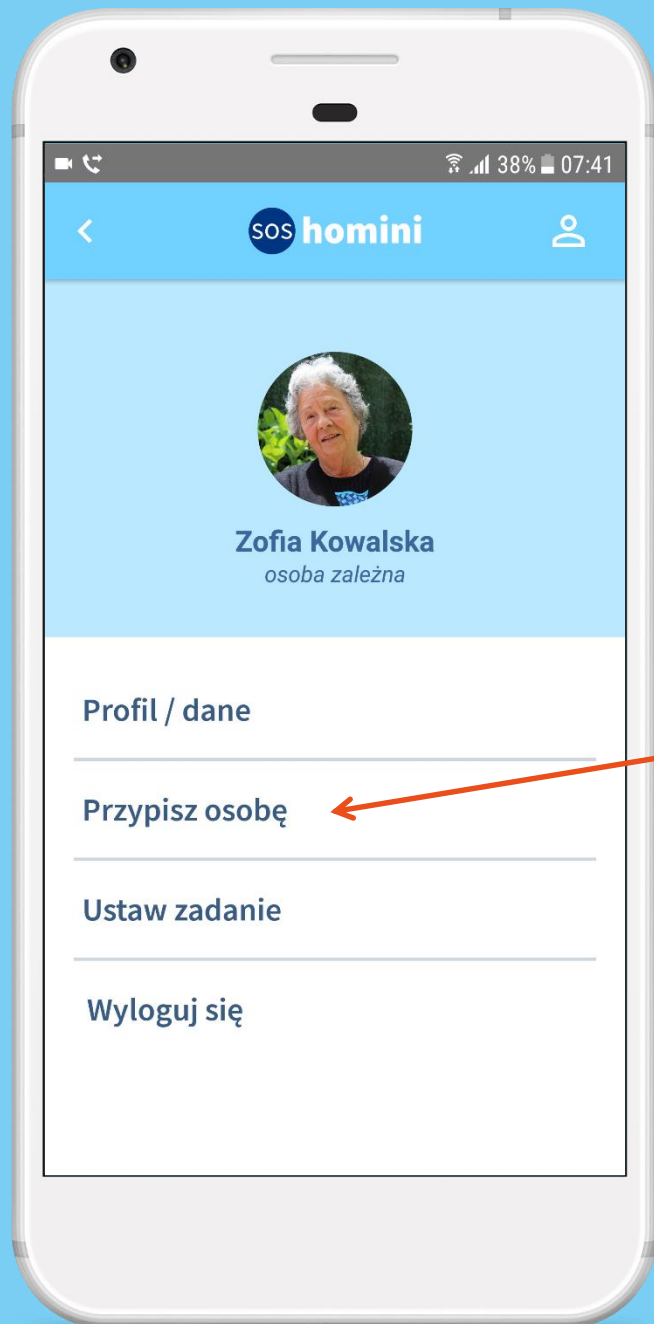 38% 07:41
sos homini
Zofia Kowalska
osoba zależna
Profil / dane
Przypisz osobę
Ustaw zadanie
Wyloguj się